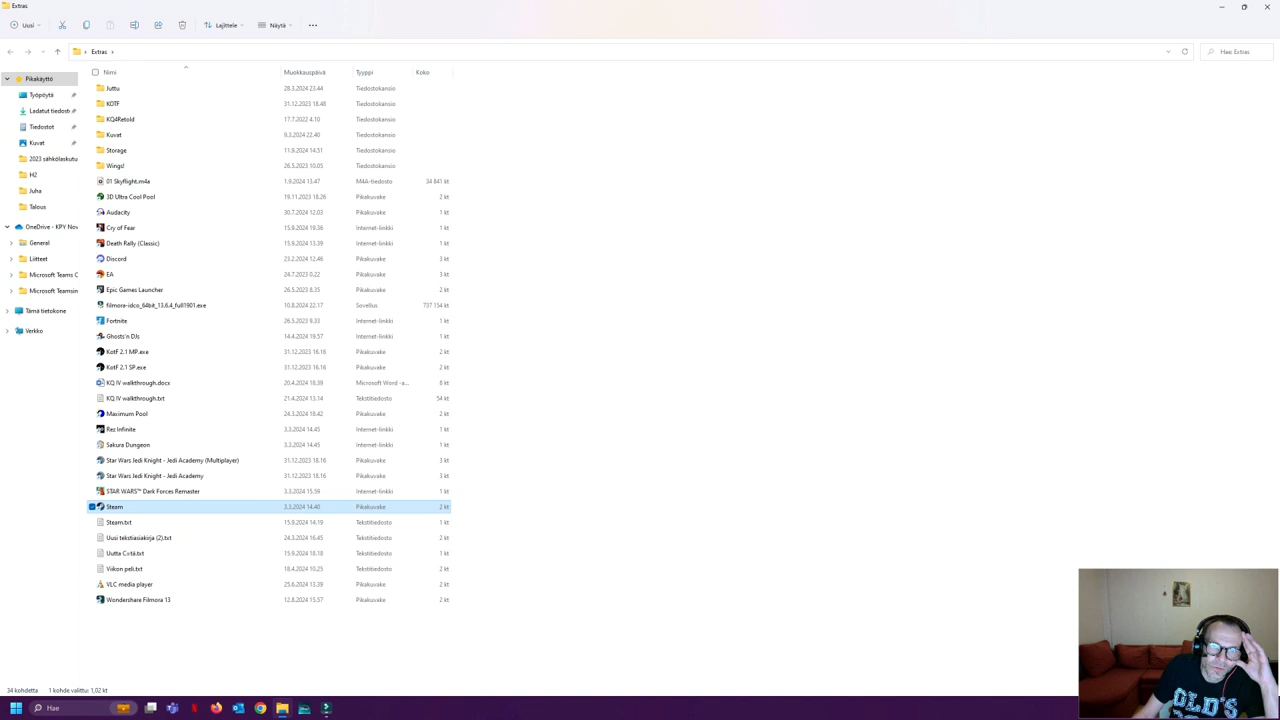 Extras
Uusi
Lajittele
Näytä
Extras
Hae: Extras
Nimi Muokkauspäivä Tyyppi Koko
Pikakäyttö
Työpöytä
Ladatut tiedost
Tiedostot
Kuvat
2023 sähkölaskutu
H2
Juha
Talous
OneDrive - KPY Nov
General
Liitteet
Microsoft Teams C
Microsoft Teamsin
Tämä tietokone
Verkko
Juttu 28.3.2024 23.44 Tiedostokansio
KOTF 31.12.2023 18.48 Tiedostokansio
KQ4Retold 17.7.2022 4.10 Tiedostokansio
Kuvat 9.3.2024 22.40 Tiedostokansio
Storage 11.9.2024 14.51 Tiedostokansio
Wings! 26.5.2023 10.05 Tiedostokansio
01 Skyflight.m4a 1.9.2024 13.47 M4A-tiedosto 34 841 kt
3D Ultra Cool Pool 19.11.2023 18.26 Pikakuvake 2 kt
Audacity 30.7.2024 12.03 Pikakuvake 1 kt
Cry of Fear 15.9.2024 19.36 Internet-linkki 1 kt
Death Rally (Classic) 15.9.2024 13.39 Internet-linkki 1 kt
Discord 23.2.2024 12.46 Pikakuvake 3 kt
EA 24.7.2023 0.22 Pikakuvake 3 kt
Epic Games Launcher 26.5.2023 8.35 Pikakuvake 2 kt
filmora-idco_64bit_13.6.4_full1901.exe 10.8.2024 22.17 Sovellus 737 154 kt
Fortnite 26.5.2023 9.33 Internet-linkki 1 kt
Ghosts'n DJs 14.4.2024 19.57 Internet-linkki 1 kt
KotF 2.1 MP.exe 31.12.2023 16.16 Pikakuvake 2 kt
KotF 2.1 SP.exe 31.12.2023 16.16 Pikakuvake 2 kt
KQ IV walkthrough.docx 20.4.2024 18.39 Microsoft Word -a... 8 kt
KQ IV walkthrough.txt 21.4.2024 13.14 Tekstitiedosto 54 kt
Maximum Pool 24.3.2024 16.42 Pikakuvake 2 kt
Rez Infinite 3.3.2024 14.45 Internet-linkki 1 kt
Sakura Dungeon 3.3.2024 14.45 Internet-linkki 1 kt
Star Wars Jedi Knight - Jedi Academy (Multiplayer) 31.12.2023 18.16 Pikakuvake 3 kt
Star Wars Jedi Knight - Jedi Academy 31.12.2023 18.16 Pikakuvake 3 kt
STAR WARS™ Dark Forces Remaster 3.3.2024 15.59 Internet-linkki 1 kt
Steam 3.3.2024 14.40 Pikakuvake 2 kt
Steam.txt 15.9.2024 14.19 Tekstitiedosto 1 kt
Uusi tekstiasiakirja (2).txt 24.3.2024 16.45 Tekstitiedosto 2 kt
Uutta C:stä.txt 15.9.2024 18.18 Tekstitiedosto 1 kt
Viikon peli.txt 18.4.2024 10.25 Tekstitiedosto 2 kt
VLC media player 25.6.2024 13.39 Pikakuvake 2 kt
Wondershare Filmora 13 12.8.2024 15.57 Pikakuvake 2 kt
34 kohdetta 1 kohde valittu: 1,02 kt
Hae
OLD'S